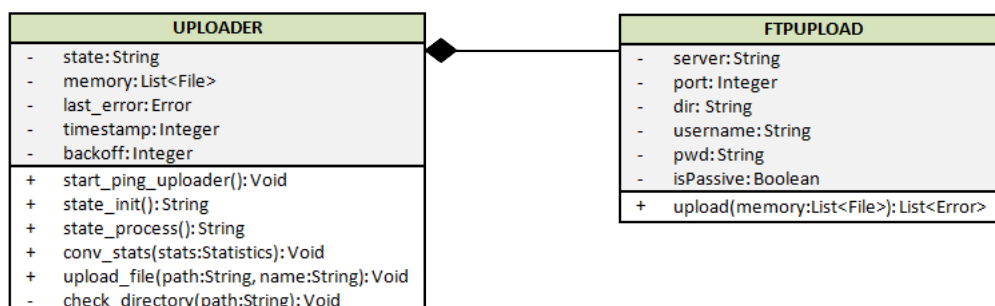 UPLOADER
- state: String
- memory: List<File>
- last_error: Error
- timestamp: Integer
- backoff: Integer
+ start_ping_uploader(): Void
+ state_init(): String
+ state_process(): String
+ conv_stats(stats:Statistics): Void
+ upload_file(path:String, name:String): Void
- check_directory(path:String): Void
FTPUPLOAD
- server: String
- port: Integer
- dir: String
- username: String
- pwd: String
- isPassive: Boolean
+ upload(memory:List<File>): List<Error>